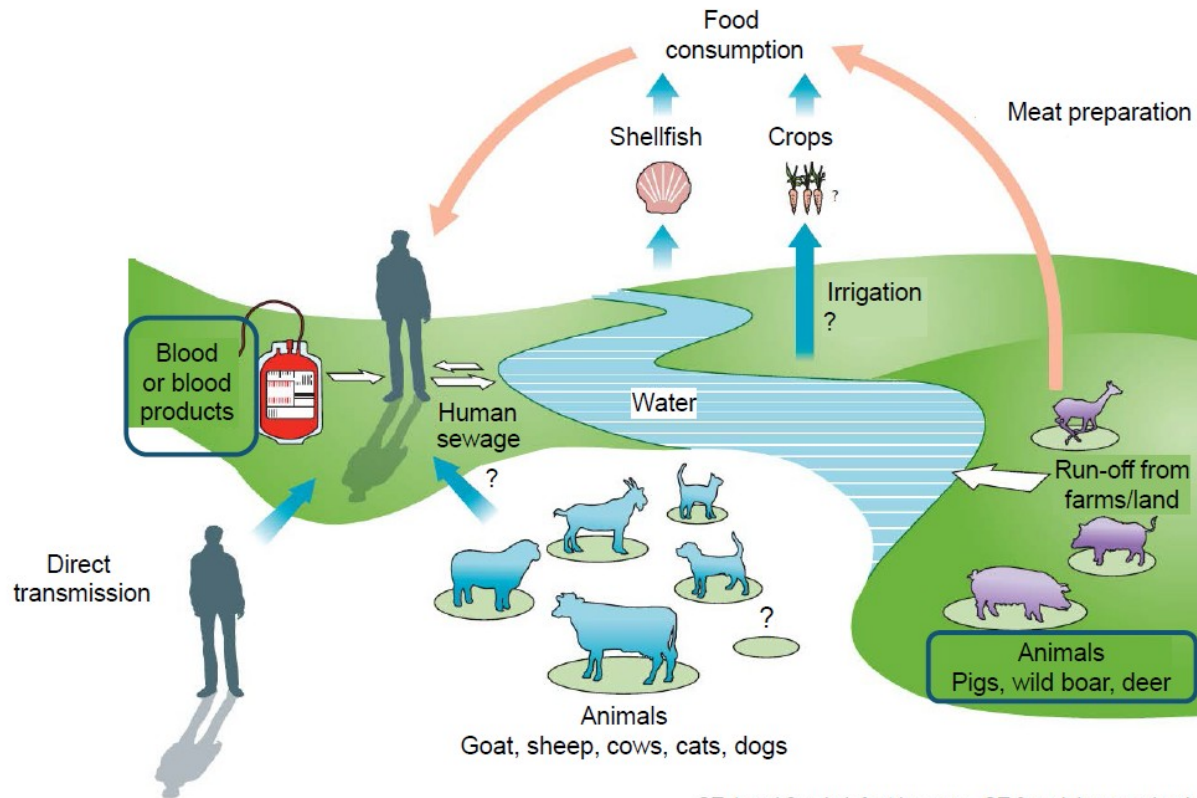 Food
consumption
Meat preparation
Shellfish
Crops
?
Irrigation
?
Blood
or blood
products
Water
Human
sewage
?
Run-off from
farms/land
Direct
transmission
?
Animals
Pigs, wild boar, deer
Animals
Goat, sheep, cows, cats, dogs